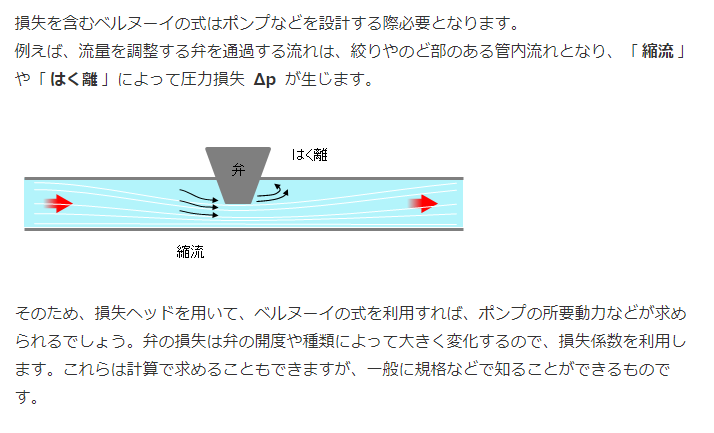 損失を含むベルヌーイの式はポンプなどを設計する際必要となります。
例えば、流量を調整する弁を通過する流れは、絞りやのど部のある管内流れとなり、「 縮流 」
や「 はく離 」によって圧力損失 Δp が生じます。
はく離
弁
縮流
そのため、損失ヘッドを用いて、ベルヌーイの式を利用すれば、ポンプの所要動力などが求め
られるでしょう。弁の損失は弁の開度や種類によって大きく変化するので、損失係数を利用し
ます。これらは計算で求めることもできますが、一般に規格などで知ることができるもので
す。